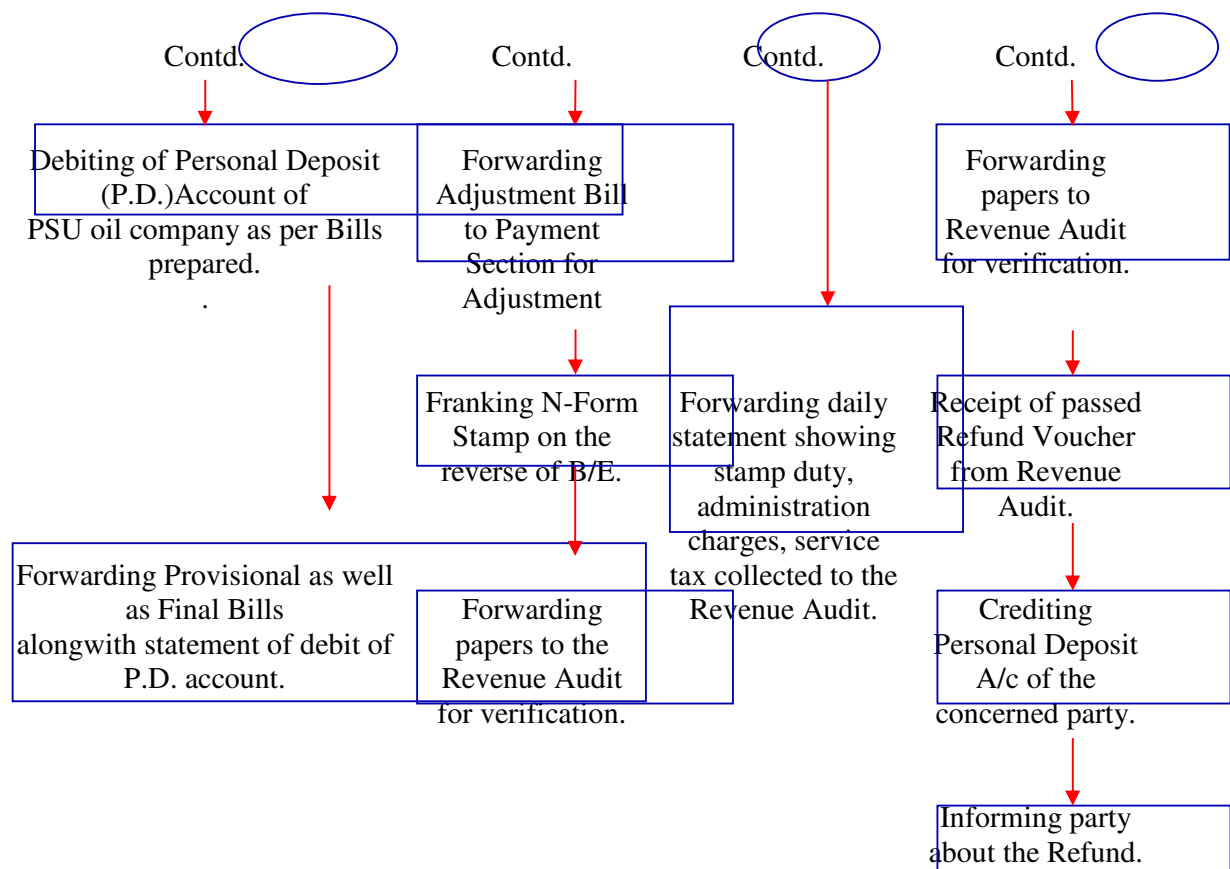 Contd.
Debiting of Personal Deposit
(P.D.)Account of
PSU oil company as per Bills
prepared.
.
Forwarding Provisional as well
as Final Bills
alongwith statement of debit of
P.D. account.
Contd.
Forwarding
Adjustment Bill
to Payment
Section for
Adjustment
Franking N-Form
Stamp on the
reverse of B/E.
Forwarding
papers to the
Revenue Audit
for verification.
Contd.
Forwarding daily
statement showing
stamp duty,
administration
charges, service
tax collected to the
Revenue Audit.
Contd.
Forwarding
papers to
Revenue Audit
for verification.
Receipt of passed
Refund Voucher
from Revenue
Audit.
Crediting
Personal Deposit
A/c of the
concerned party.
Informing party
about the Refund.